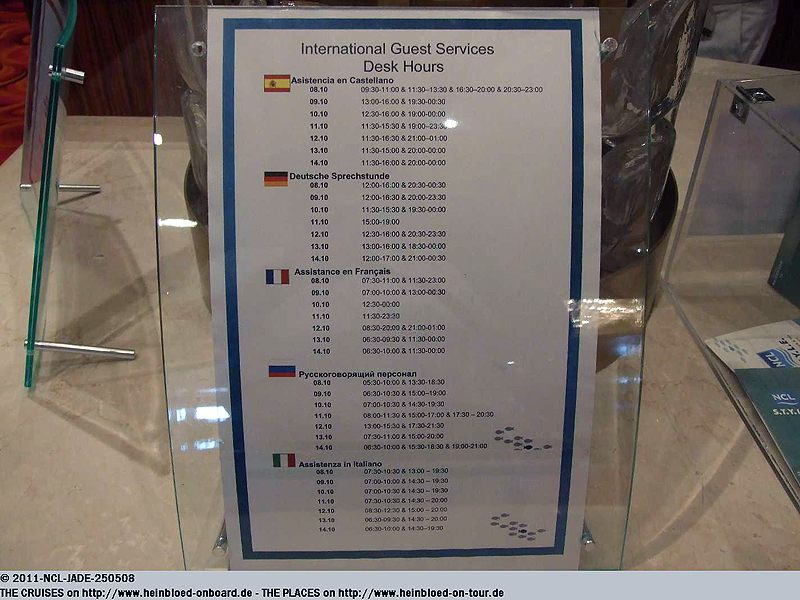 International Guest Services
Desk Hours
Asistencia en Castellano
08.10 09:30-11:00 & 11:30-13:30 & 16:30-20:00 & 20:30-23:00
09.10 13:00-16:00 & 19:30-00:30
10.10 12:30-16:00 & 19:00-00:00
11.10 11:30-15:30 & 19:00-23:30
12.10 11:30-16:30 & 21:00-01:00
13.10 11:30-15:00 & 20:00-00:00
14.10 11:30-16:00 & 20:00-00:00
Deutsche Sprechstunde
08.10 12:00-16:00 & 20:30-00:30
09.10 12:00-16:30 & 20:00-23:30
10.10 11:30-15:30 & 19:30-00:00
11.10 15:00-19:00
12.10 12:30-16:00 & 20:30-23:30
13.10 13:00-16:00 & 18:30-00:00
14.10 12:00-17:00 & 21:00-00:30
Assistance en Français
08.10 07:30-11:00 & 11:30-23:00
09.10 07:00-10:00 & 13:00-00:30
10.10 12:30-00:00
11.10 11:30-23:30
12.10 08:30-20:00 & 21:00-01:00
13.10 06:30-09:30 & 11:30-00:00
14.10 06:30-10:00 & 11:30-00:00
Русскоговорящий персонал
08.10 05:30-10:00 & 13:30-18:30
09.10 06:30-10:30 & 15:00-19:00
10.10 07:00-10:30 & 14:30-19:30
11.10 08:00-11:30 & 15:00-17:00 & 17:30 - 20:30
12.10 13:00-15:30 & 17:30-21:30
13.10 07:30-11:00 & 15:00-20:00
14.10 06:30-10:00 & 15:30-16:30 & 19:00-21:00
Assistenza in Italiano
08.10 07:30-10:30 & 13:00 – 19:30
09.10 07:00-10:00 & 14:30 – 19:30
10.10 07:00-10:30 & 14:30 – 19:30
11.10 07:30-10:30 & 14:30 – 20:00
12.10 08:30-12:30 & 15:00 – 20:00
13.10 06:30-09:30 & 14:30 – 20:00
14.10 06:30-10:00 & 14:30-19:30
NCL
NCL
S.T.Y.L.
© 2011-NCL-JADE-250508
THE CRUISES on http://www.heinbloed-onboard.de - THE PLACES on http://www.heinbloed-on-tour.de